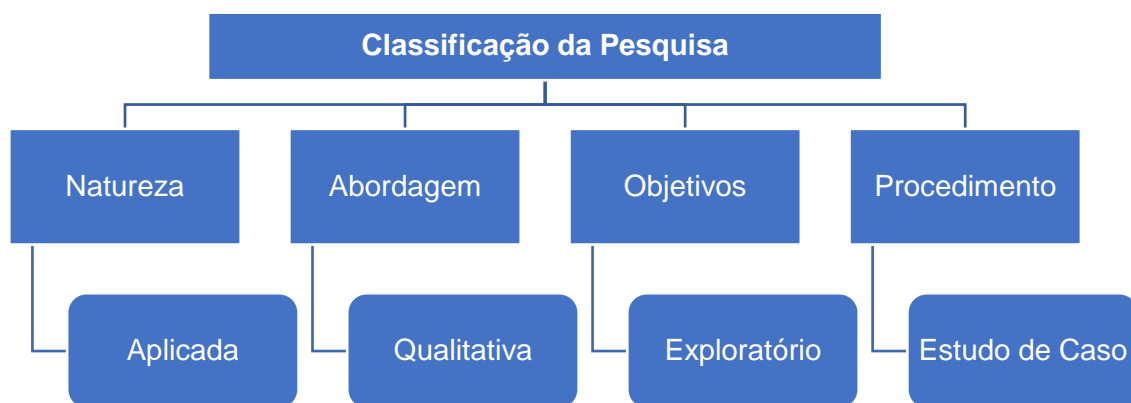 Classificação da Pesquisa
Natureza
Abordagem
Objetivos
Procedimento
Aplicada
Qualitativa
Exploratório
Estudo de Caso